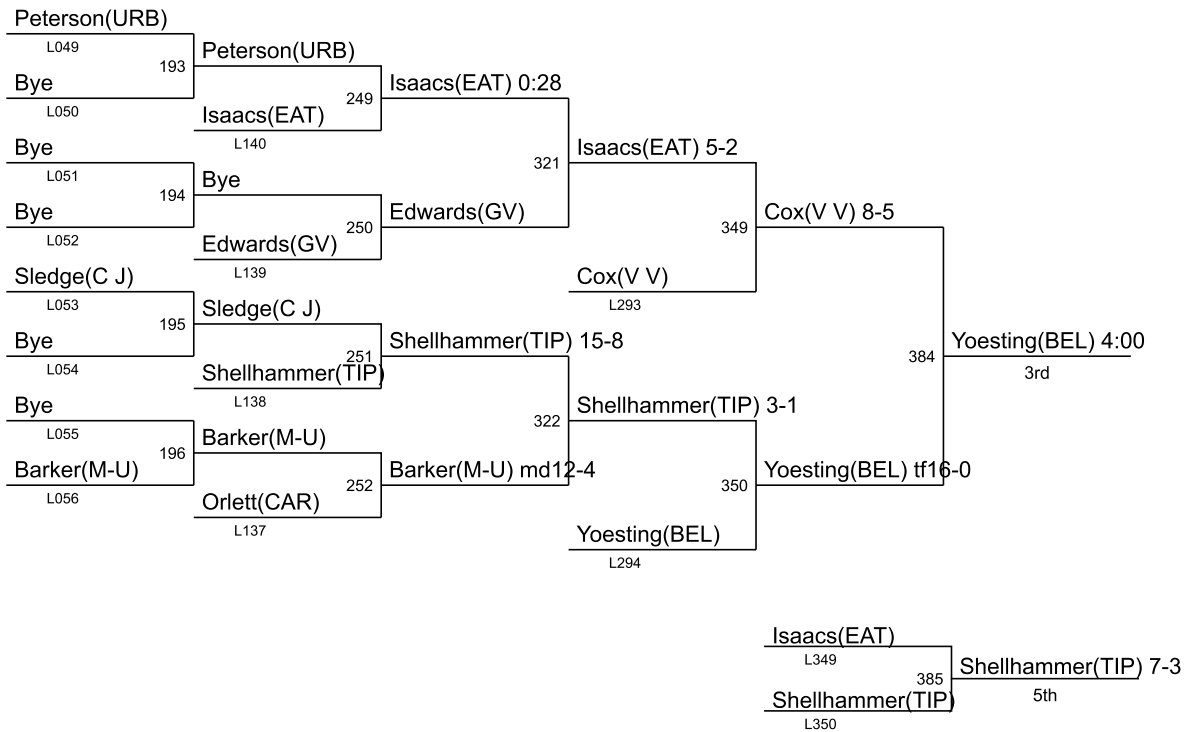 Peterson(URB)
L049
193
Bye
L050
Bye
L051
194
Bye
L052
Sledge(C J)
L053
195
Bye
L054
Bye
L055
196
Barker(M-U)
L056
Peterson(URB)
249
Isaacs(EAT)
L140
Bye
250
Edwards(GV)
L139
Sledge(C J)
251
Shellhammer(TIP)
L138
Barker(M-U)
252
Orlett(CAR)
L137
Isaacs(EAT) 0:28
321
Edwards(GV)
Shellhammer(TIP) 15-8
322
Barker(M-U) md12-4
Isaacs(EAT) 5-2
349
Cox(V V)
L293
Shellhammer(TIP) 3-1
350
Yoesting(BEL)
L294
Cox(V V) 8-5
384
Yoesting(BEL) tf16-0
Yoesting(BEL) 4:00
3rd
Isaacs(EAT)
L349
385
Shellhammer(TIP)
L350
Shellhammer(TIP) 7-3
5th